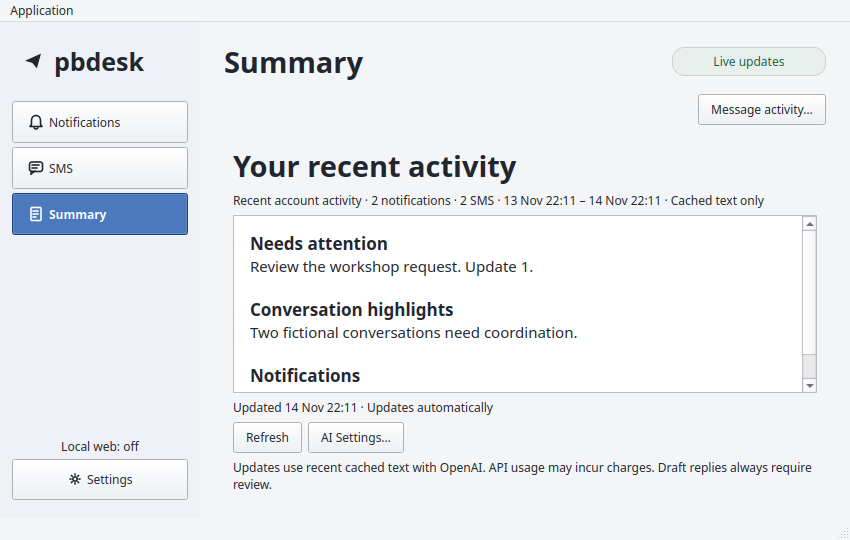 Application
pbdesk
Notifications
SMS
Summary
Local web: off
Settings
Summary
Live updates
Message activity...
Your recent activity
Recent account activity · 2 notifications · 2 SMS · 13 Nov 22:11 – 14 Nov 22:11 · Cached text only
Needs attention
Review the workshop request. Update 1.
Conversation highlights
Two fictional conversations need coordination.
Notifications
Updated 14 Nov 22:11 · Updates automatically
Refresh
AI Settings...
Updates use recent cached text with OpenAI. API usage may incur charges. Draft replies always require
review.